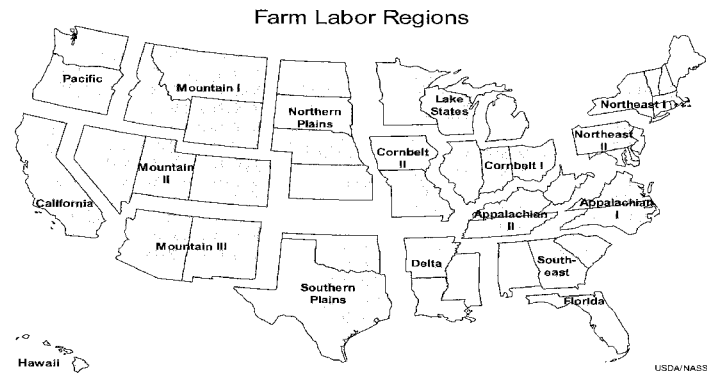 Farm Labor Regions
Pacific
Mountain I
Northern
Plains
Lake
States
Northeast I
Northeast
II
Cornbelt
II
Cornbelt I
Mountain
II
California
Appalachian
I
Appalachian
II
Mountain III
Delta
South-
east
Southern
Plains
Florida
Hawaii
USDA/NASS